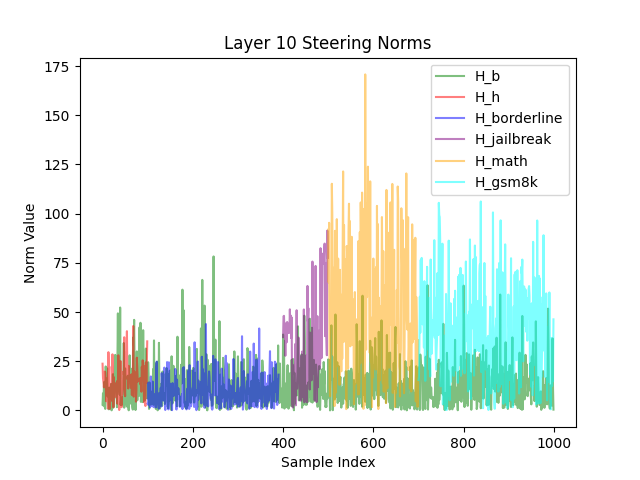 Layer 10 Steering Norms
175
150
125
100
75
50
25
0
Norm Value
H_b
H_h
H_borderline
H_jailbreak
H_math
H_gsm8k
0 200 400 600 800 1000
Sample Index